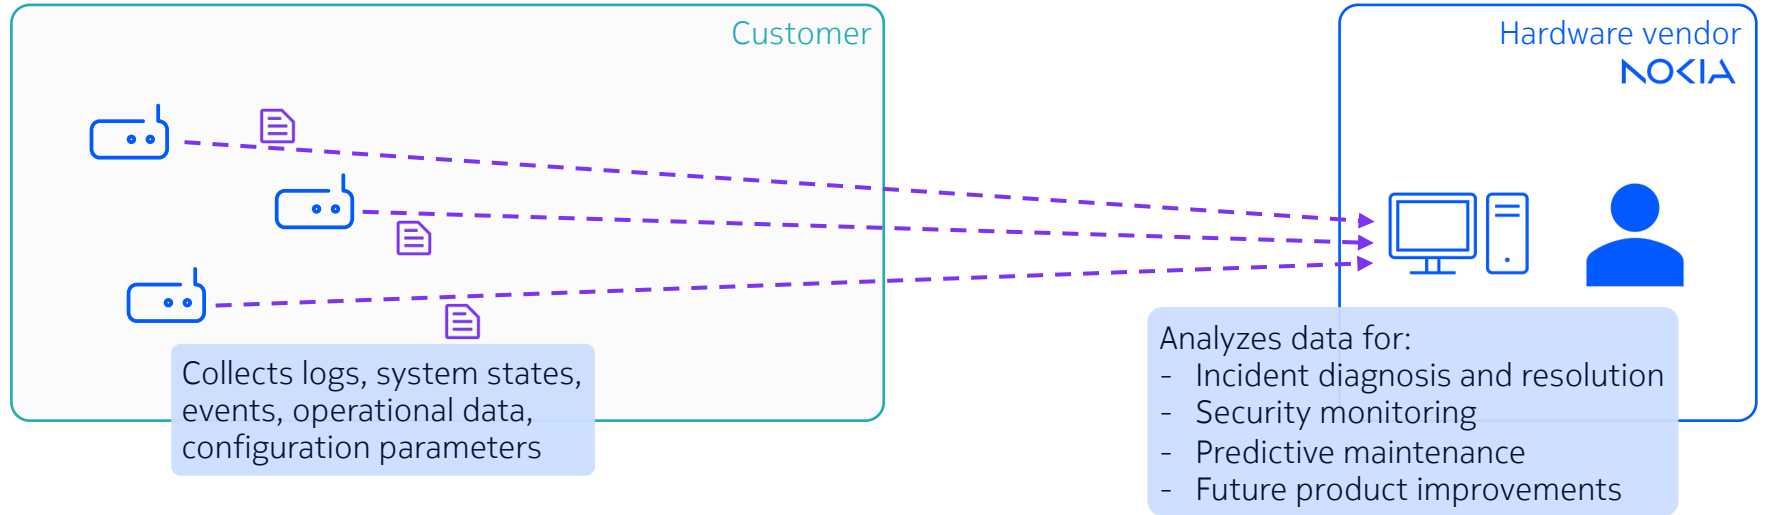 Customer
Hardware vendor
NOKIA
Collects logs, system states,
events, operational data,
configuration parameters
Analyzes data for:
- Incident diagnosis and resolution
- Security monitoring
- Predictive maintenance
- Future product improvements